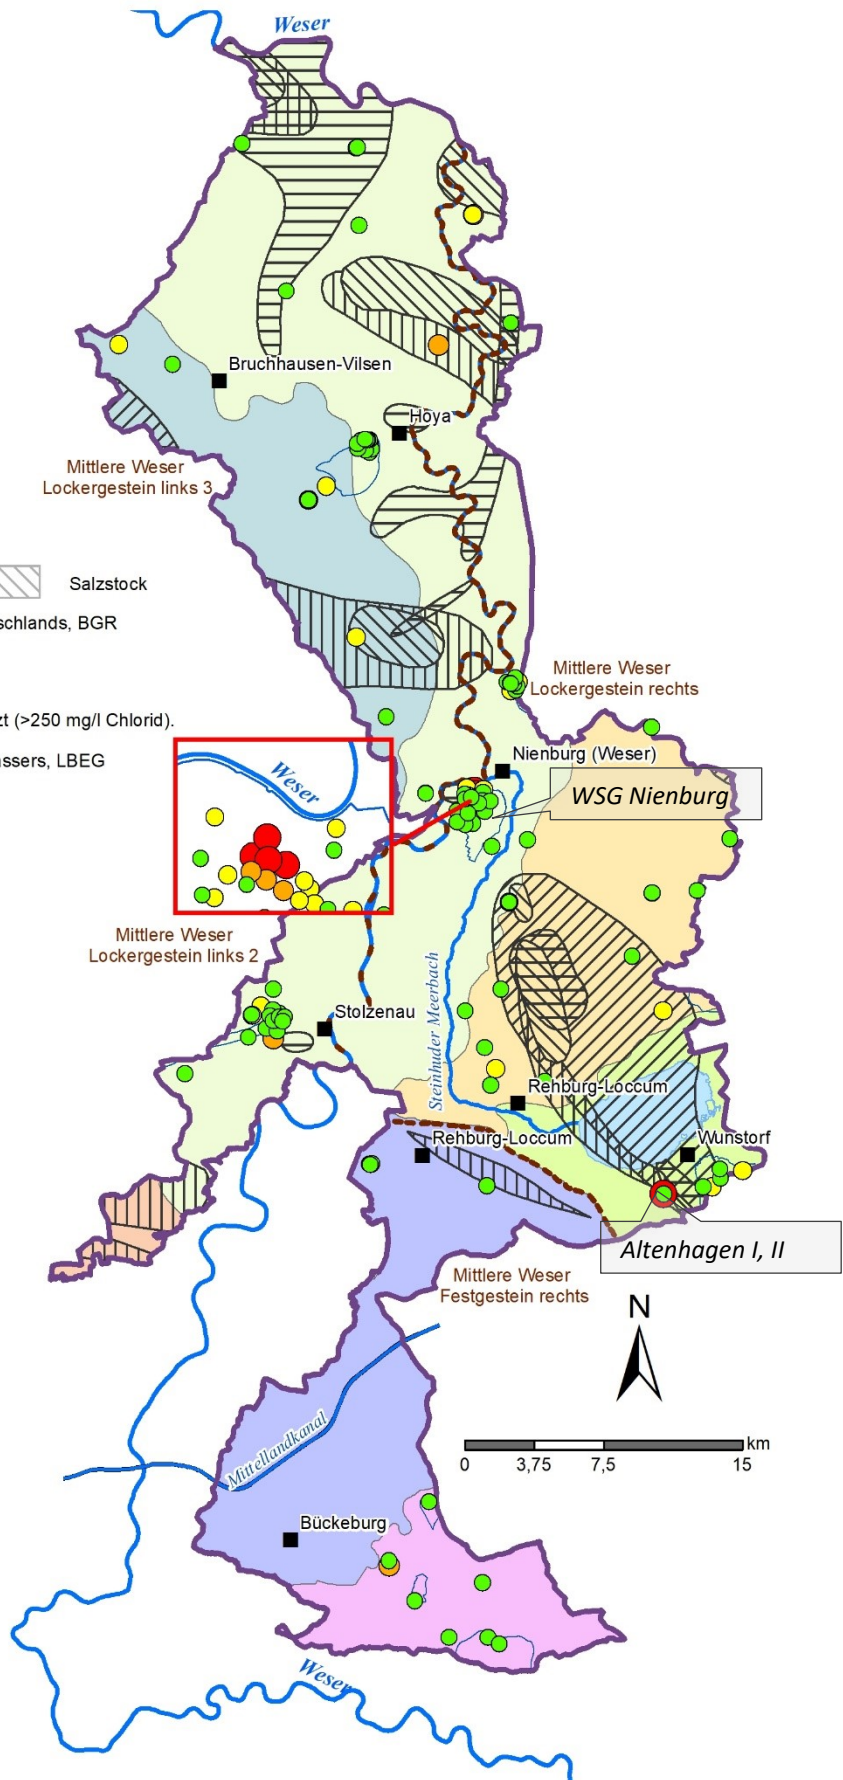 Weser
Bruchhausen-Vilsen
Hoya
Mittlere Weser
Lockergestein links 3
Salzstock
schlands, BGR
Mittlere Weser
Lockergestein rechts
zt (>250 mg/l Chlorid).
Nienburg (Weser)
assers, LBEG
Weser
WSG Nienburg
Mittlere Weser
Lockergestein links 2
Steinhuder Meerbach
Stolzenau
Rehburg-Loccum
Rehburg-Loccum
Wunstorf
Altenhagen I, II
Mittlere Weser
Festgestein rechts
N
km
0 3,75 7,5 15
Mittellandkanal
Bückeburg
Weser